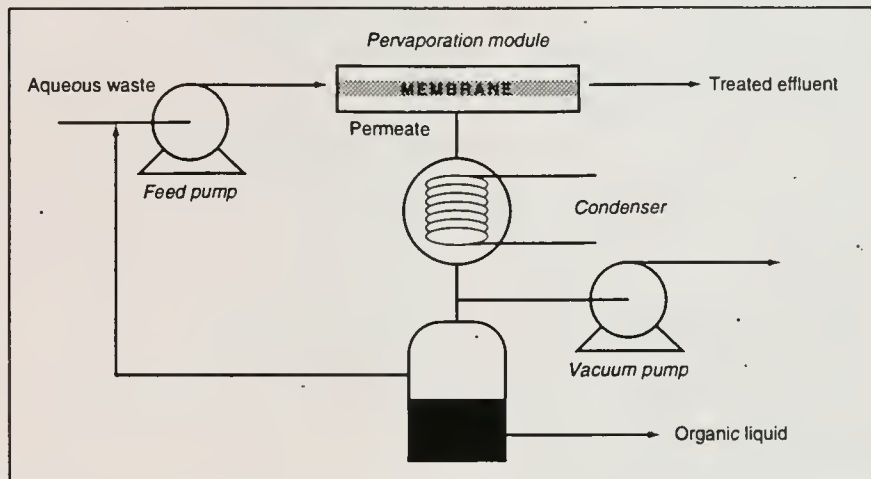 Pervaporation module
Aqueous waste
MEMBRANE
Treated effluent
Permeate
Feed pump
Condenser
Vacuum pump
Organic liquid